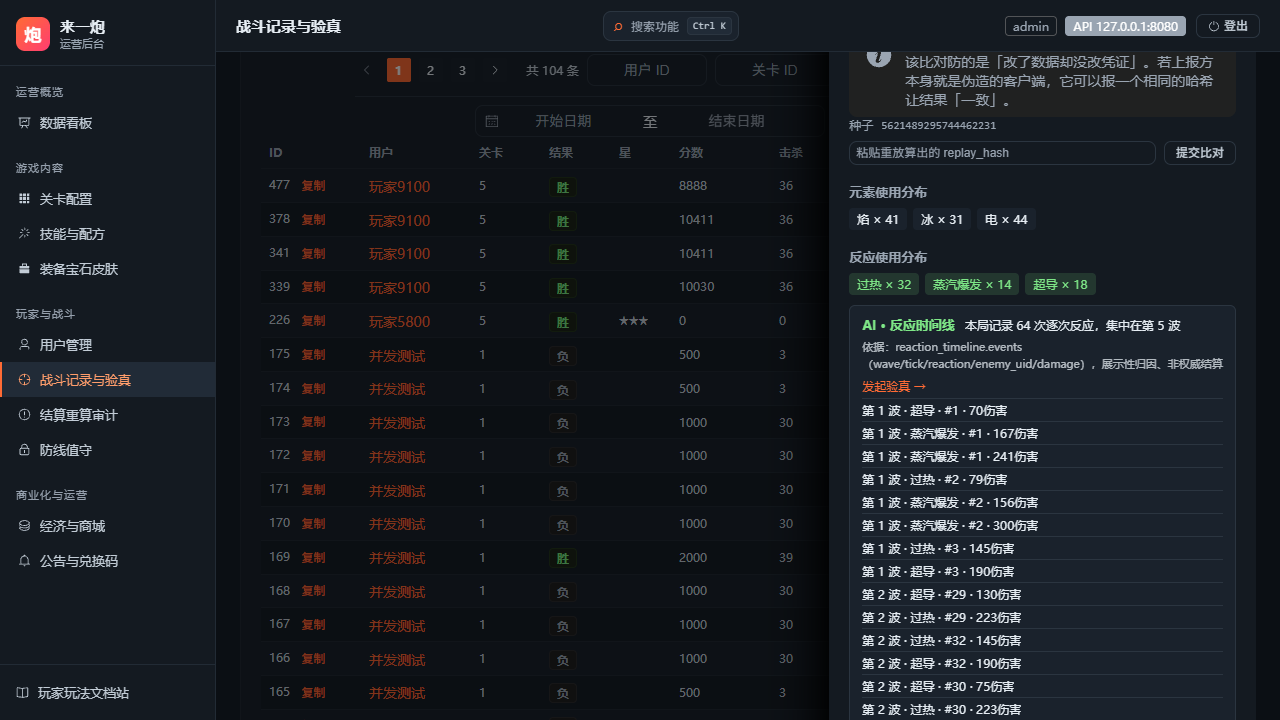 炮
来一炮
运营后台
战斗记录与验真
搜索功能 Ctrl K
admin
API 127.0.0.1:8080
登出
运营概览
数据看板
游戏内容
关卡配置
技能与配方
装备宝石皮肤
玩家与战斗
用户管理
战斗记录与验真
结算重算审计
防线值守
商业化与运营
经济与商城
公告与兑换码
玩家玩法文档站
1 2 3 共 104 条 用户 ID 关卡 ID
开始日期 至 结束日期
ID 用户 关卡 结果 星 分数 击杀
477 复制 玩家9100 5 胜 8888 36
378 复制 玩家9100 5 胜 10411 36
341 复制 玩家9100 5 胜 10411 36
339 复制 玩家9100 5 胜 10030 36
226 复制 玩家5800 5 胜 ★★★ 0 0
175 复制 并发测试 1 负 500 3
174 复制 并发测试 1 负 500 3
173 复制 并发测试 1 负 1000 30
172 复制 并发测试 1 负 1000 30
171 复制 并发测试 1 负 1000 30
170 复制 并发测试 1 负 1000 30
169 复制 并发测试 1 胜 2000 39
168 复制 并发测试 1 负 1000 30
167 复制 并发测试 1 负 1000 30
166 复制 并发测试 1 负 1000 30
165 复制 并发测试 1 负 500 3
该比对防的是「改了数据却没改凭证」。若上报方
本身就是伪造的客户端，它可以报一个相同的哈希
让结果「一致」。
种子 5621489295744462231
粘贴重放算出的 replay_hash 提交比对
元素使用分布
焰 × 41 冰 × 31 电 × 44
反应使用分布
过热 × 32 蒸汽爆发 × 14 超导 × 18
AI • 反应时间线 本局记录 64 次逐次反应，集中在第 5 波
依据：reaction_timeline.events
（wave/tick/reaction/enemy_uid/damage），展示性归因、非权威结算
发起验真 →
第 1 波 · 超导 · #1 · 70伤害
第 1 波 · 蒸汽爆发 · #1 · 167伤害
第 1 波 · 蒸汽爆发 · #1 · 241伤害
第 1 波 · 过热 · #2 · 79伤害
第 1 波 · 蒸汽爆发 · #2 · 156伤害
第 1 波 · 蒸汽爆发 · #2 · 300伤害
第 1 波 · 过热 · #3 · 145伤害
第 1 波 · 超导 · #3 · 190伤害
第 2 波 · 超导 · #29 · 130伤害
第 2 波 · 过热 · #29 · 223伤害
第 2 波 · 过热 · #32 · 145伤害
第 2 波 · 超导 · #32 · 190伤害
第 2 波 · 超导 · #30 · 75伤害
第 2 波 · 过热 · #30 · 223伤害